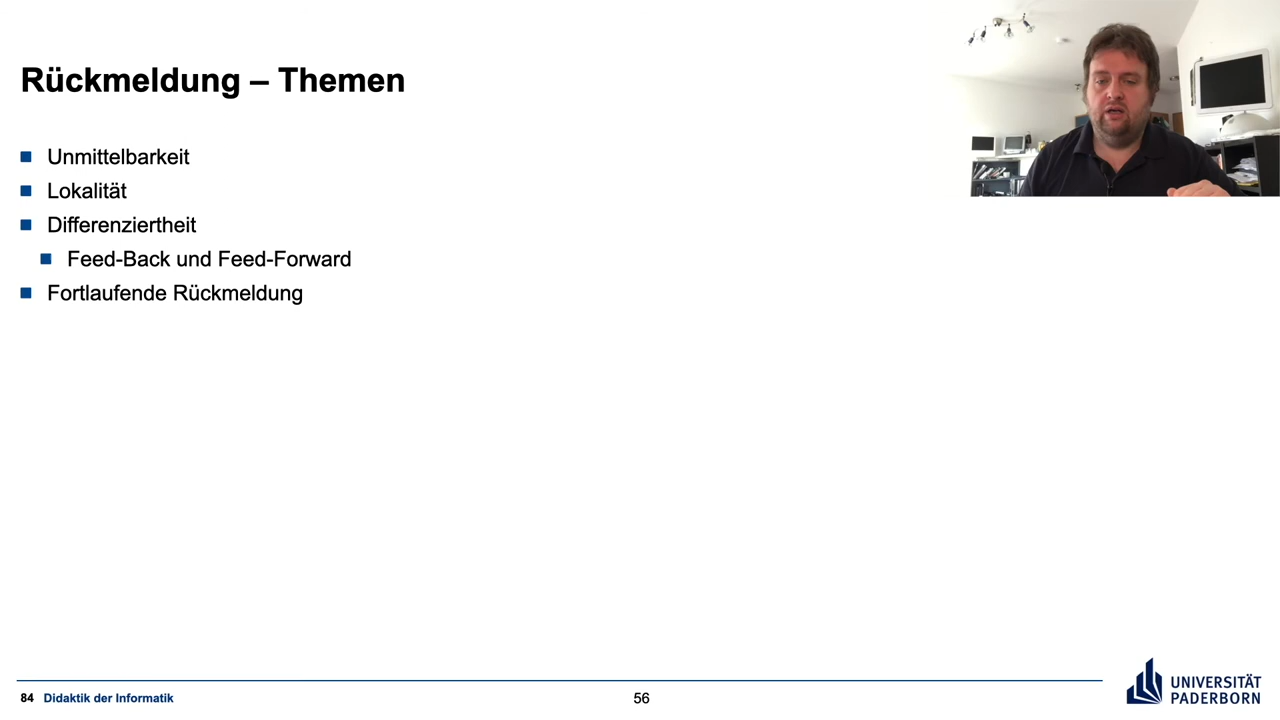 Rückmeldung – Themen
Unmittelbarkeit
Lokalität
Differenziertheit
Feed-Back und Feed-Forward
Fortlaufende Rückmeldung
84 Didaktik der Informatik
56
UNIVERSITÄT
PADERBORN